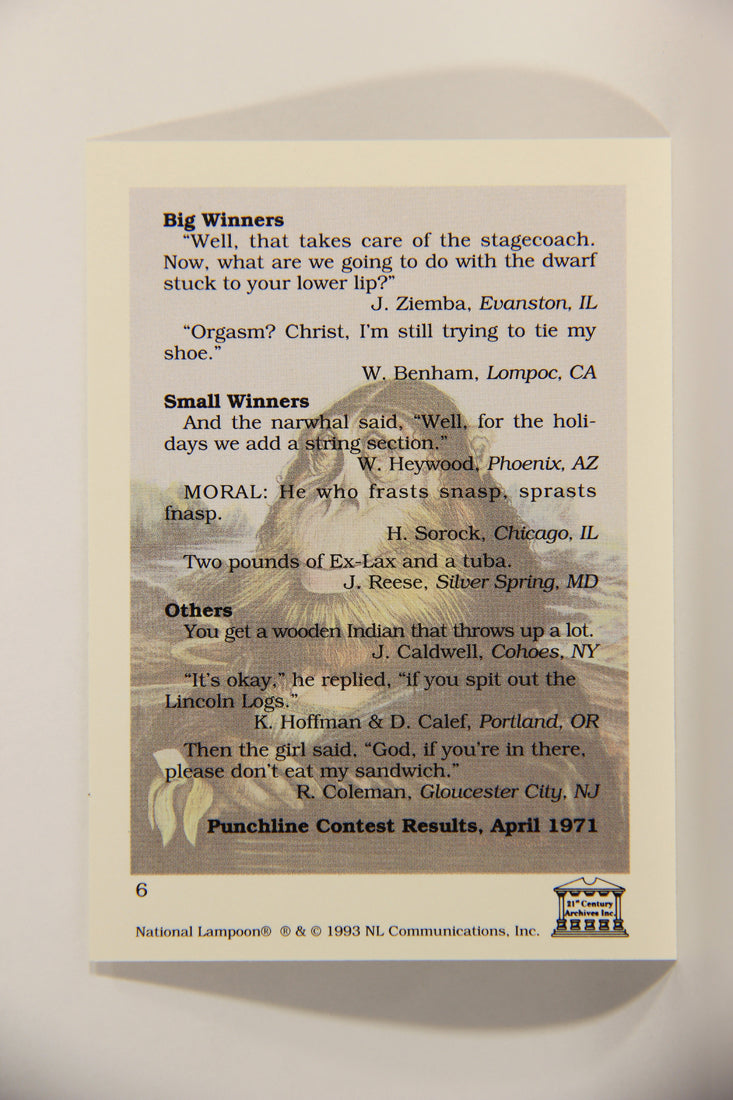 Big Winners
“Well, that takes care of the stagecoach.
Now, what are we going to do with the dwarf
stuck to your lower lip?”
J. Ziemba, Evanston, IL
“Orgasm? Christ, I'm still trying to tie my
shoe.”
W. Benham, Lompoc, CA
Small Winners
And the narwhal said, “Well, for the holi-
days we add a string section.”
W. Heywood, Phoenix, AZ
MORAL: He who frasts snasp, sprasts
fnasp.
H. Sorock, Chicago, IL
Two pounds of Ex-Lax and a tuba.
J. Reese, Silver Spring, MD
Others
You get a wooden Indian that throws up a lot.
J. Caldwell, Cohoes, NY
“It's okay,” he replied, “if you spit out the
Lincoln Logs.”
K. Hoffman & D. Calef, Portland, OR
Then the girl said, “God, if you're in there,
please don't eat my sandwich.”
R. Coleman, Gloucester City, NJ
Punchline Contest Results, April 1971
6
21st Century
Archives Inc.
National Lampoon® ® & © 1993 NL Communications, Inc.